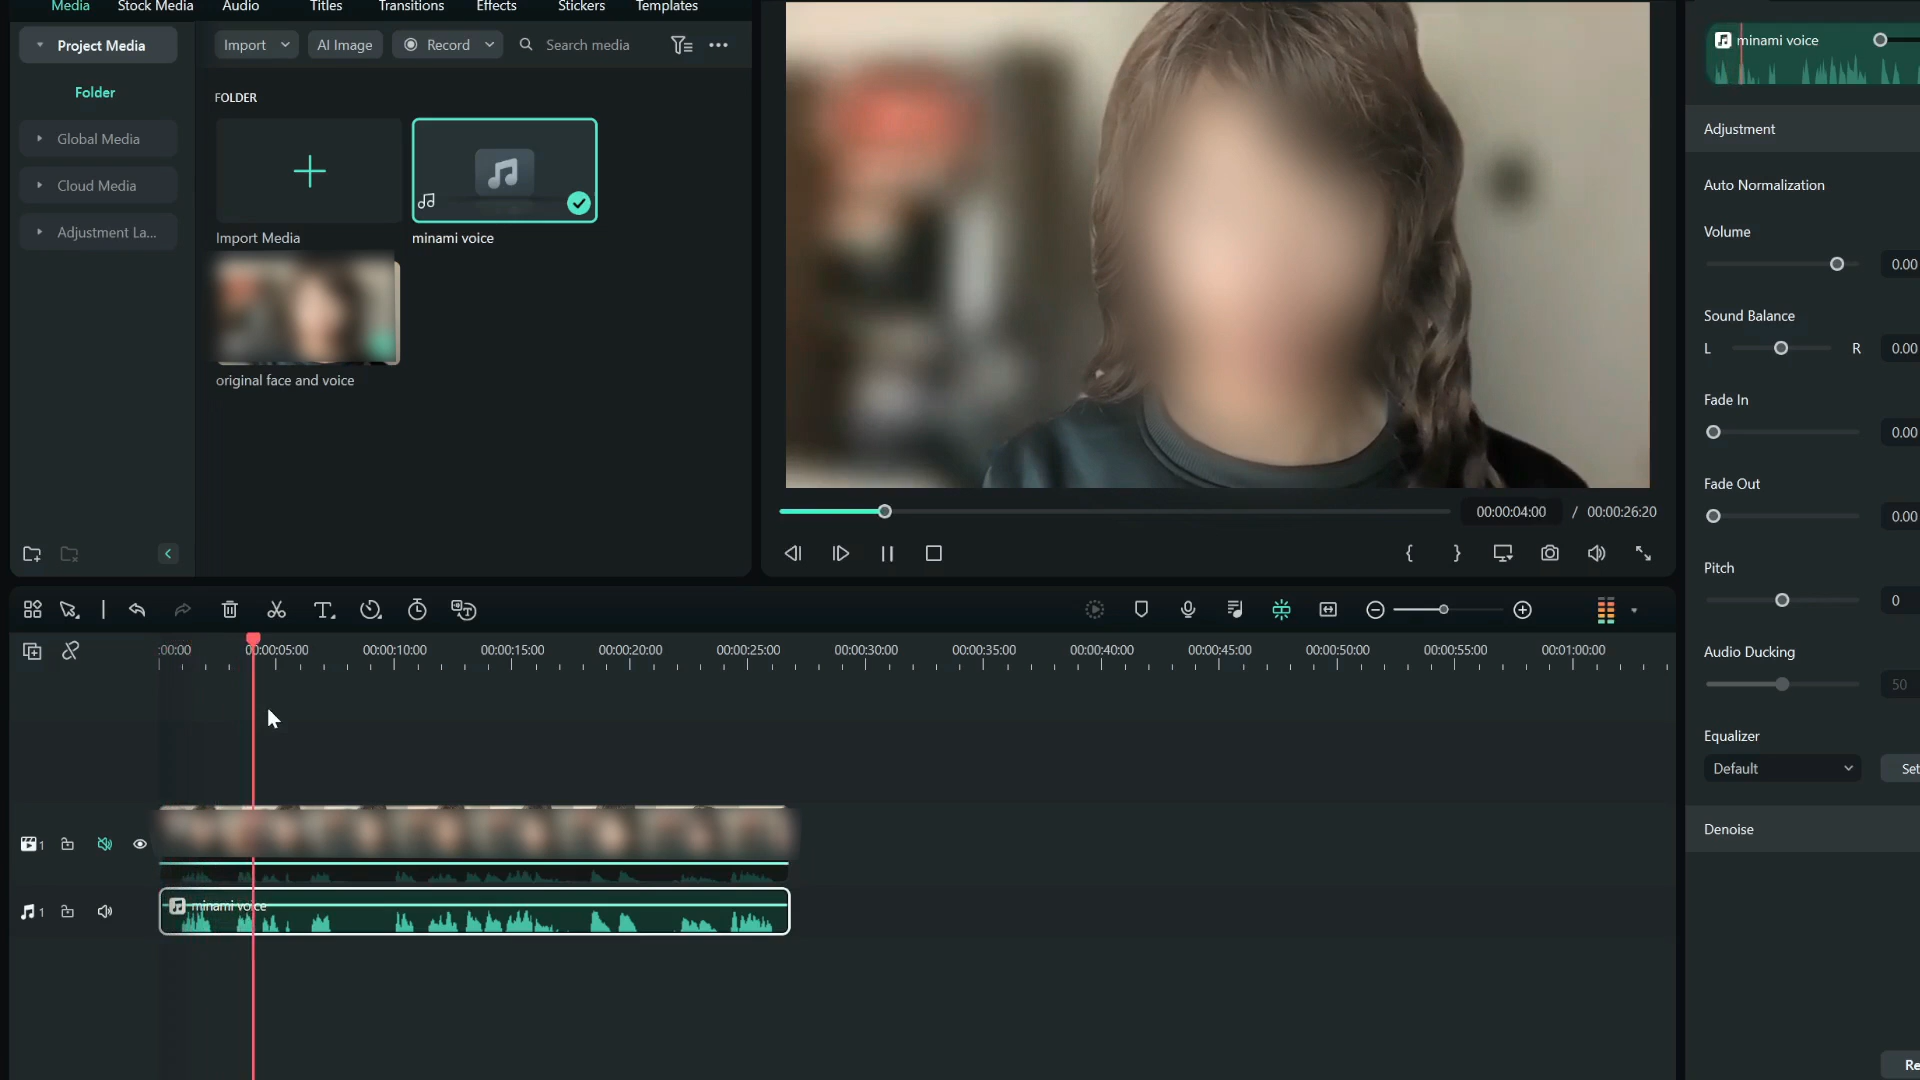 Media Stock Media Audio Titles Transitions Effects Stickers Templates
Project Media
Folder
Global Media
Cloud Media
Adjustment La...
Import AI Image Record Search media
FOLDER
Import Media
minami voice
original face and voice
00:00:04:00 / 00:00:26:20
:00:00 00:00:05:00 00:00:10:00 00:00:15:00 00:00:20:00 00:00:25:00 00:00:30:00 00:00:35:00 00:00:40:00 00:00:45:00 00:00:50:00 00:00:55:00 00:01:00:00
1
1
minami voice
minami voice
Adjustment
Auto Normalization
Volume
0.00
Sound Balance
L R 0.00
Fade In
0.00
Fade Out
0.00
Pitch
0
Audio Ducking
50
Equalizer
Default Set
Denoise
Re